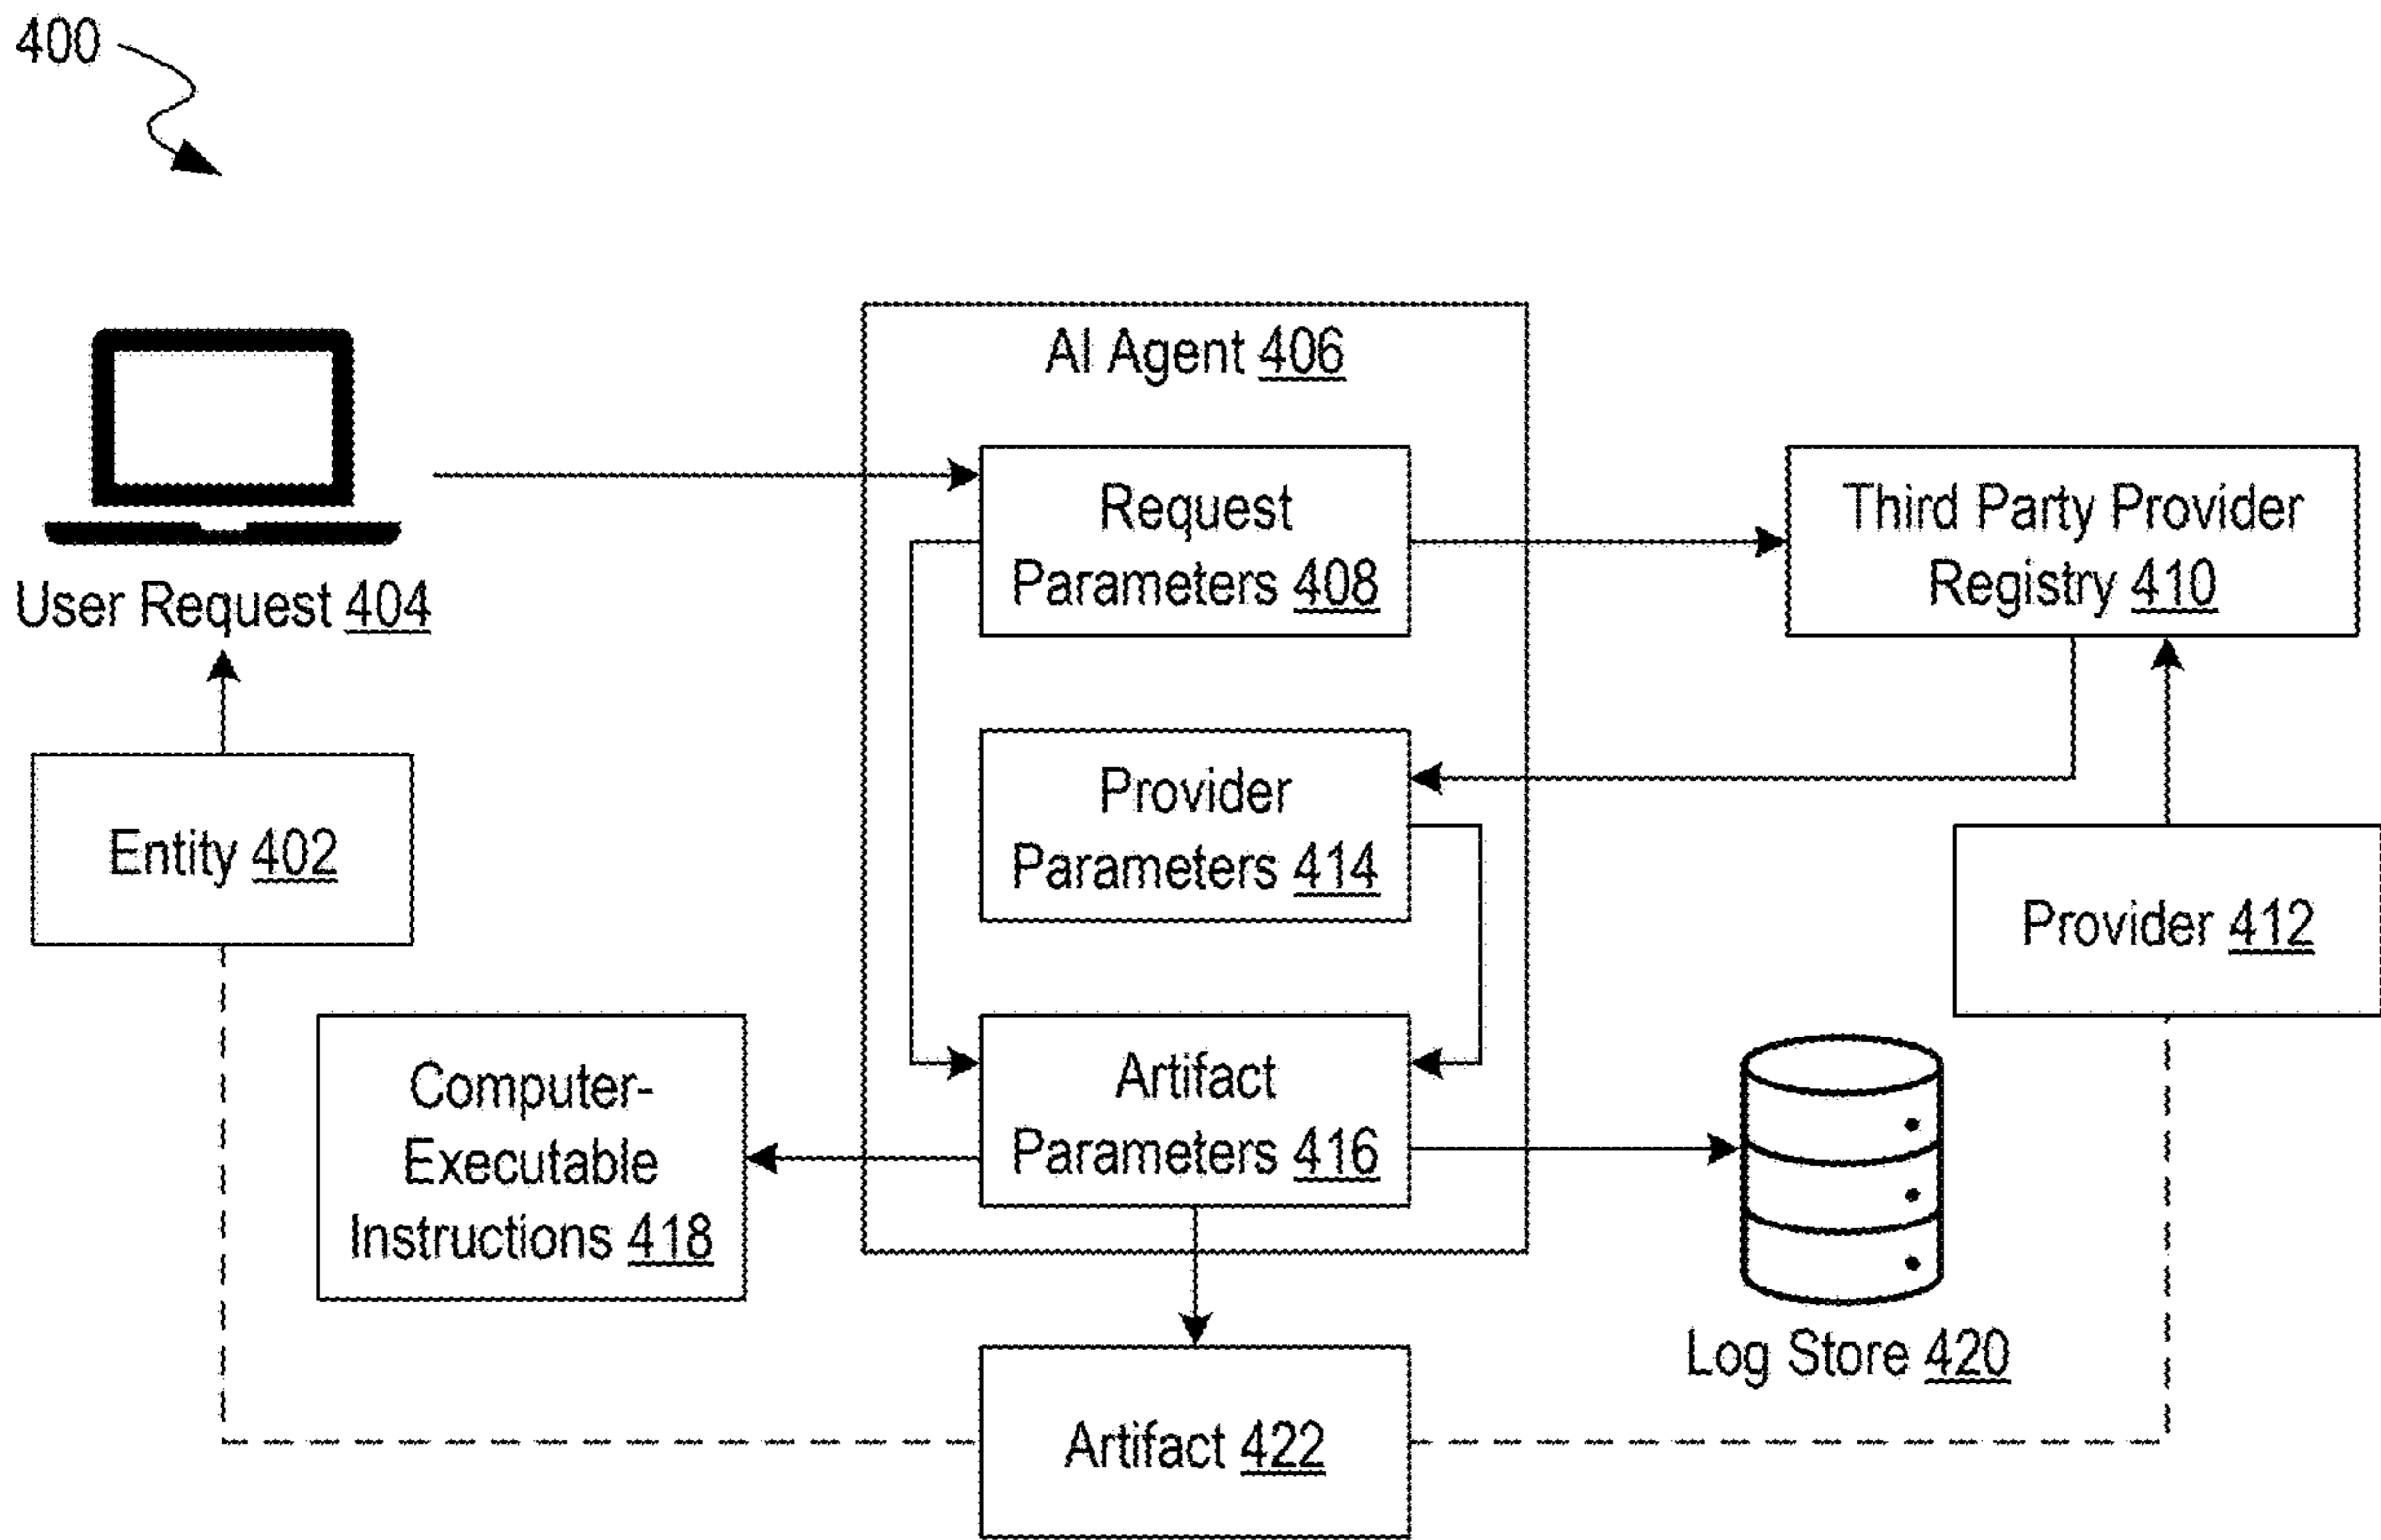 400
AI Agent 406
User Request 404
Request
Parameters 408
Third Party Provider
Registry 410
Entity 402
Provider
Parameters 414
Provider 412
Computer-
Executable
Instructions 418
Artifact
Parameters 416
Log Store 420
Artifact 422